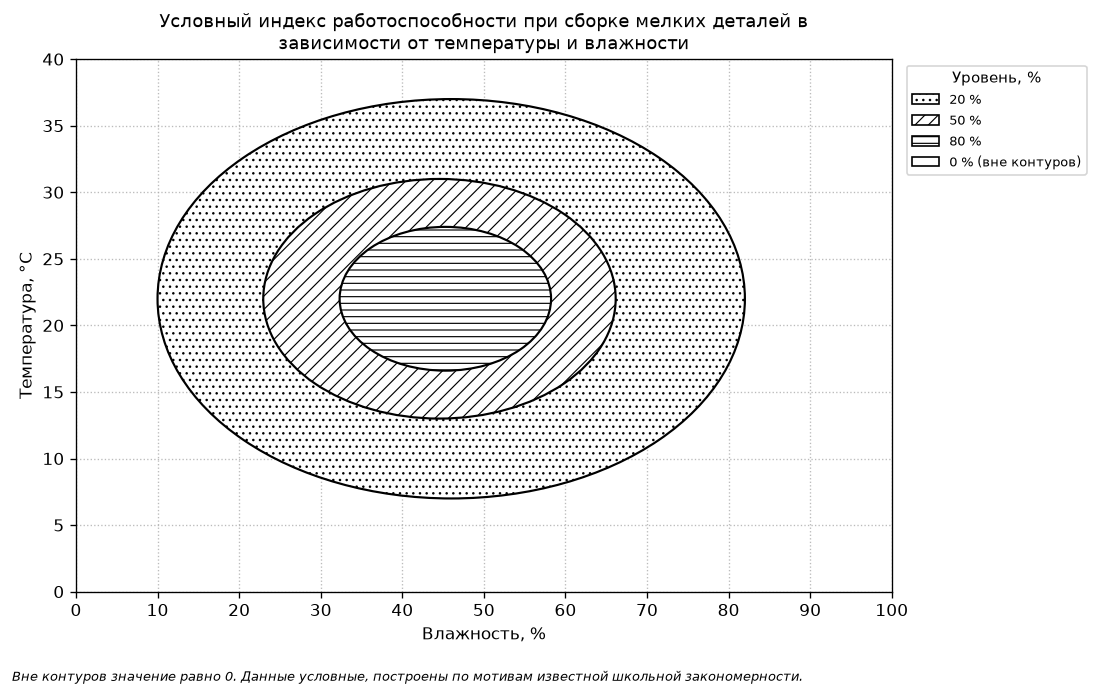 Условный индекс работоспособности при сборке мелких деталей в
зависимости от температуры и влажности
Уровень, %
20 %
50 %
80 %
0 % (вне контуров)
Температура, °C
40
35
30
25
20
15
10
5
0
0 10 20 30 40 50 60 70 80 90 100
Влажность, %
Вне контуров значение равно 0. Данные условные, построены по мотивам известной школьной закономерности.